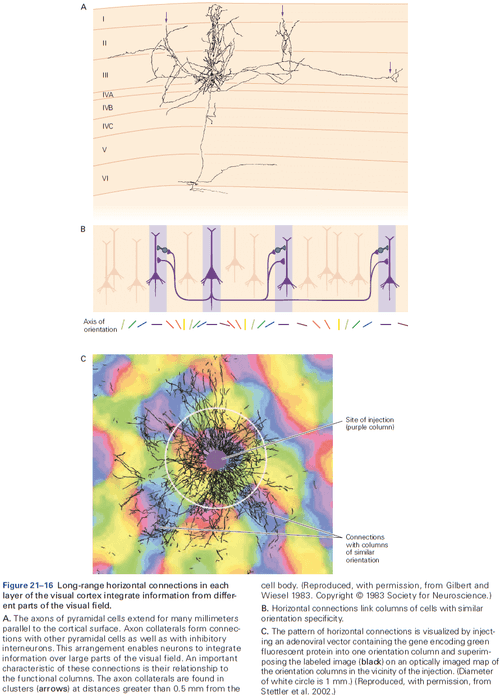 A
I
II
III
IVA
IVB
IVC
V
VI
B
Axis of
orientation
C
Site of injection
(purple column)
Connections
with columns
of similar
orientation
Figure 21–16 Long-range horizontal connections in each
layer of the visual cortex integrate information from differ-
ent parts of the visual field.
A. The axons of pyramidal cells extend for many millimeters
parallel to the cortical surface. Axon collaterals form connec-
tions with other pyramidal cells as well as with inhibitory
interneurons. This arrangement enables neurons to integrate
information over large parts of the visual field. An important
characteristic of these connections is their relationship to
the functional columns. The axon collaterals are found in
clusters (arrows) at distances greater than 0.5 mm from the
cell body. (Reproduced, with permission, from Gilbert and
Wiesel 1983. Copyright © 1983 Society for Neuroscience.)
B. Horizontal connections link columns of cells with similar
orientation specificity.
C. The pattern of horizontal connections is visualized by inject-
ing an adenoviral vector containing the gene encoding green
fluorescent protein into one orientation column and superim-
posing the labeled image (black) on an optically imaged map of
the orientation columns in the vicinity of the injection. (Diameter
of white circle is 1 mm.) (Reproduced, with permission, from
Stettler et al. 2002.)